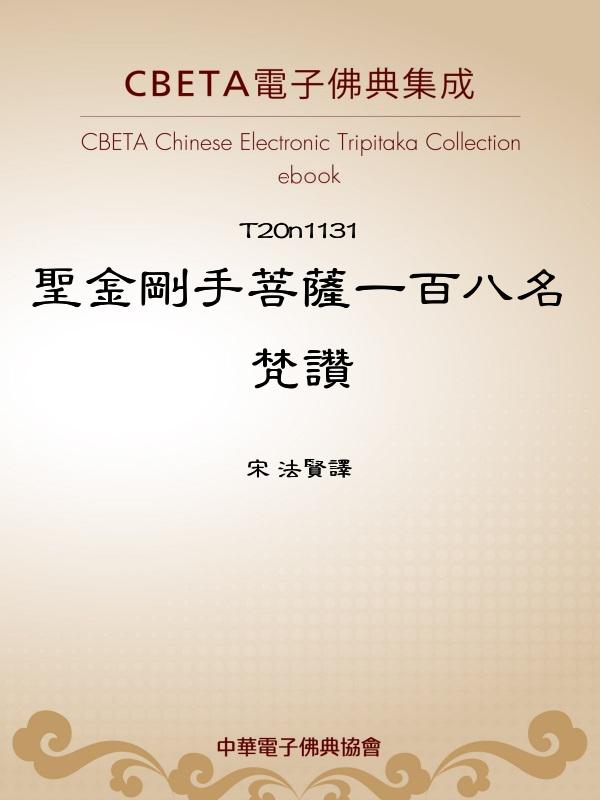 CBETA電子佛典集成
CBETA Chinese Electronic Tripitaka Collection
ebook
T20n1131
聖金剛手菩薩一百八名
梵讚
宋 法賢譯
中華電子佛典協會